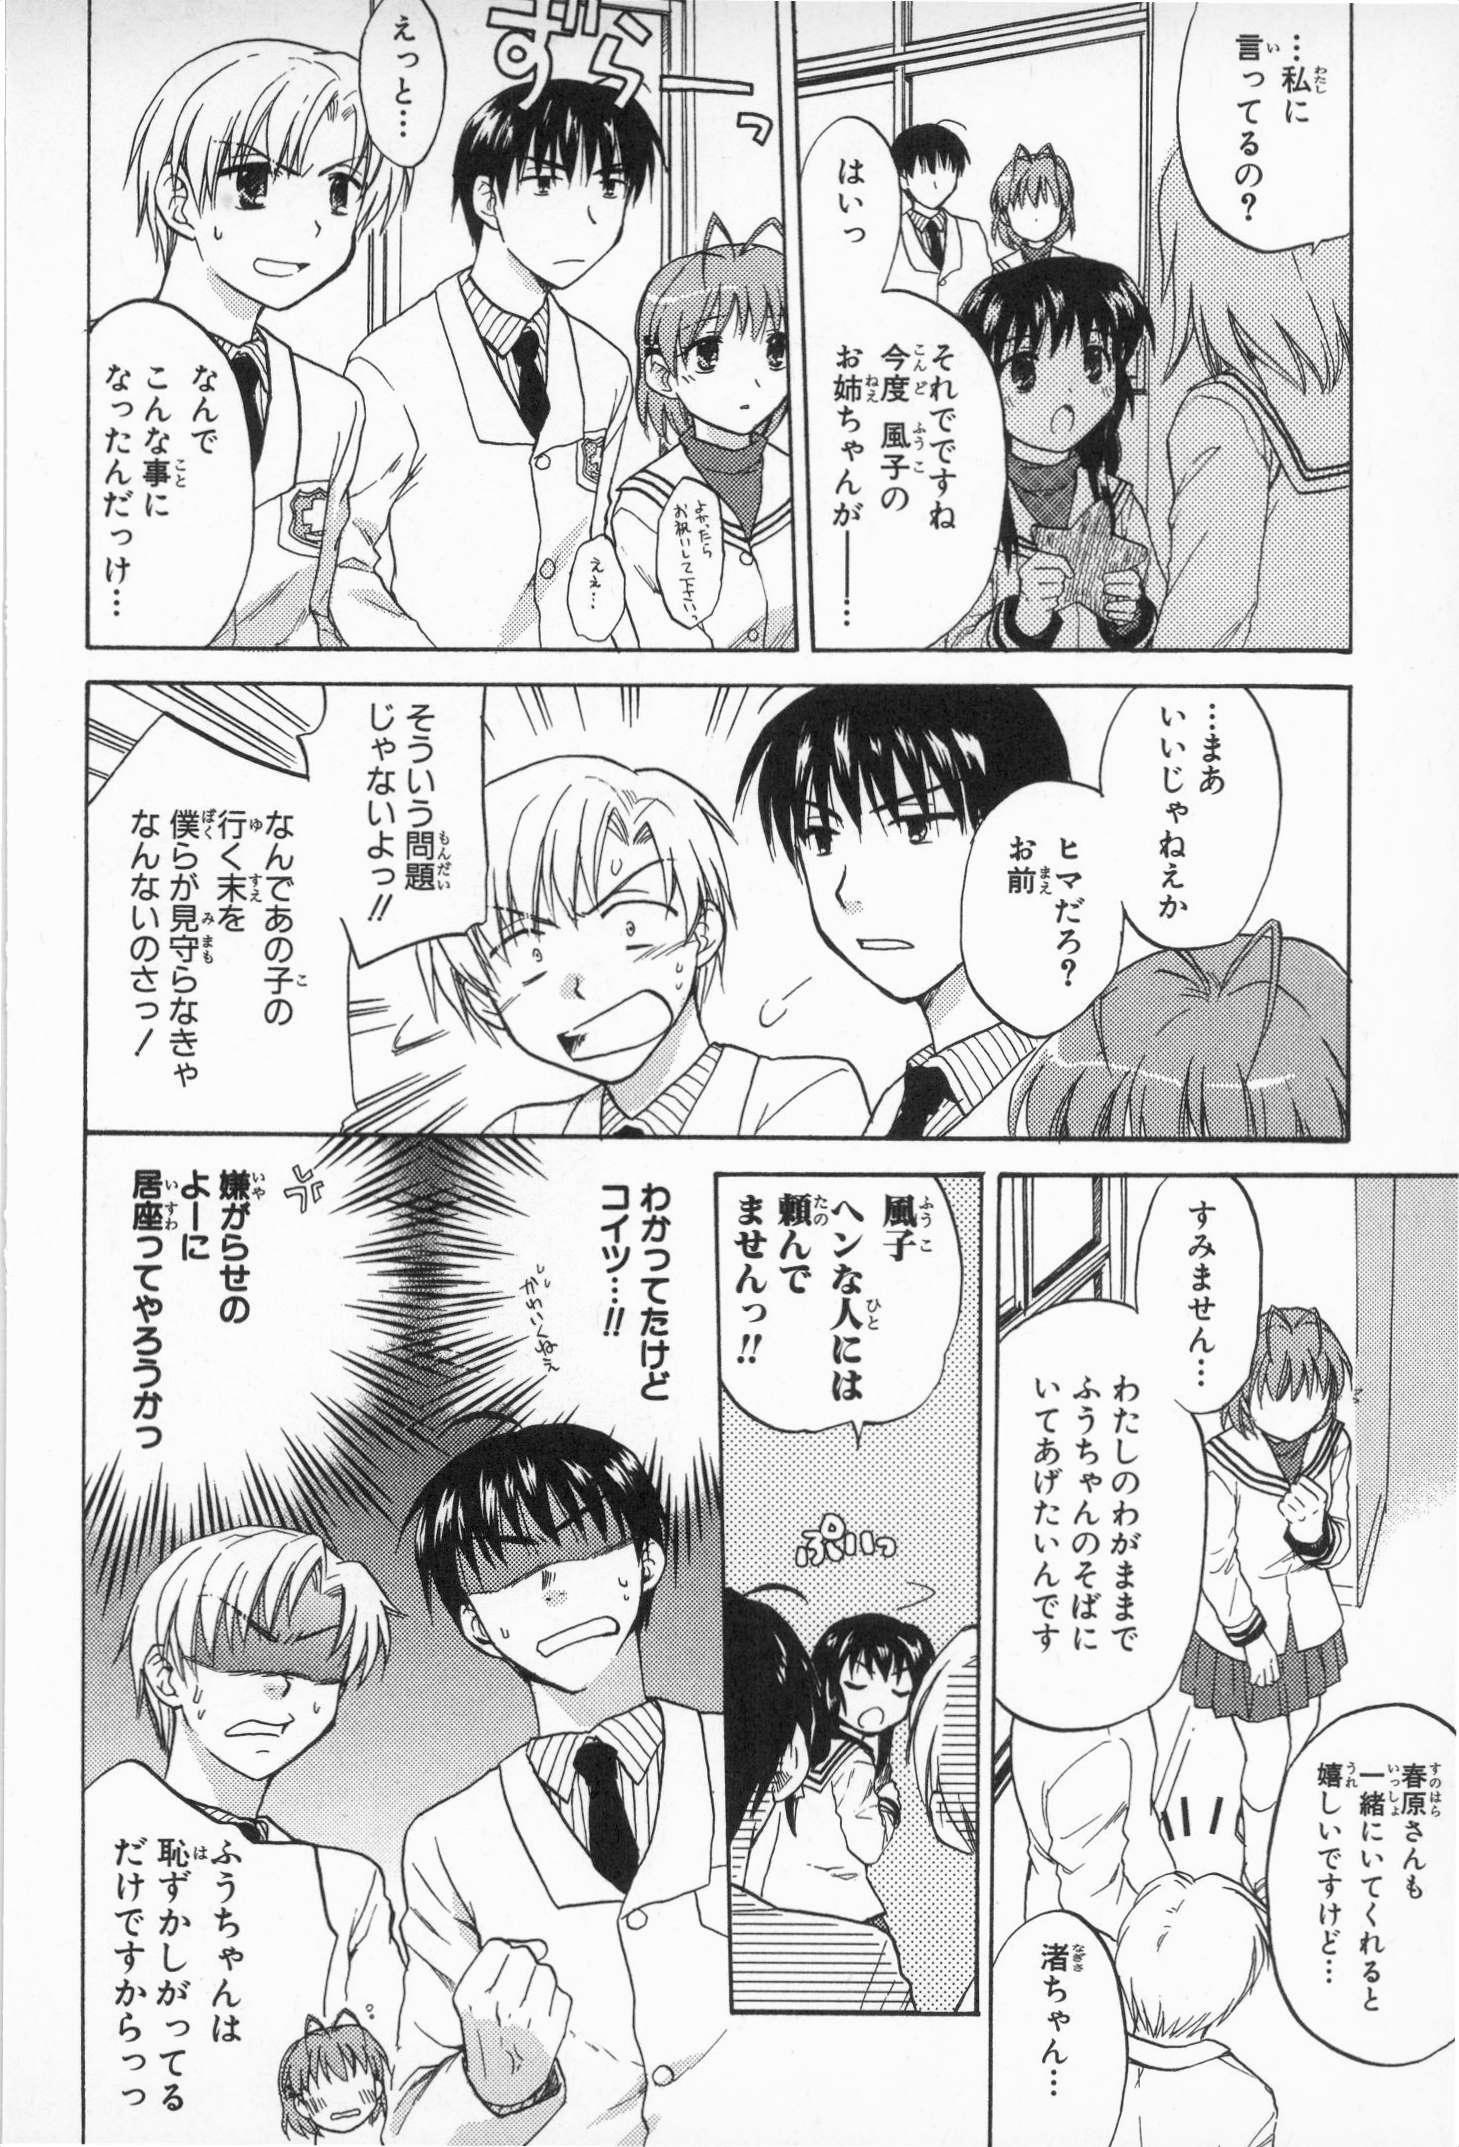 …私に
言ってるの?
はいっ
それでですね
今度 風子の
お姉ちゃんが――…
ずらーっ
えっと…
よかったら
お祝いして下さいっ
ええ…
なんで
こんな事に
なったんだっけ…
…まあ
いいじゃねえか
ヒマだろ?
お前
そういう問題
じゃないよっ!!
なんであの子の
行く末を
僕らが見守らなきゃ
なんないのさっ!
すみません…
わたしのわがままで
ふうちゃんのそばに
いてあげたいんです
春原さんも
一緒にいてくれると
嬉しいですけど…
渚ちゃん…
風子
ヘンな人には
頼んで
ませんっ!!
ぷいっ
わかってたけど
コイツ…!!
かわいくねぇ
嫌がらせの
よーに
居座ってやろうかっ
ふうちゃんは
恥ずかしがってる
だけですからっっ